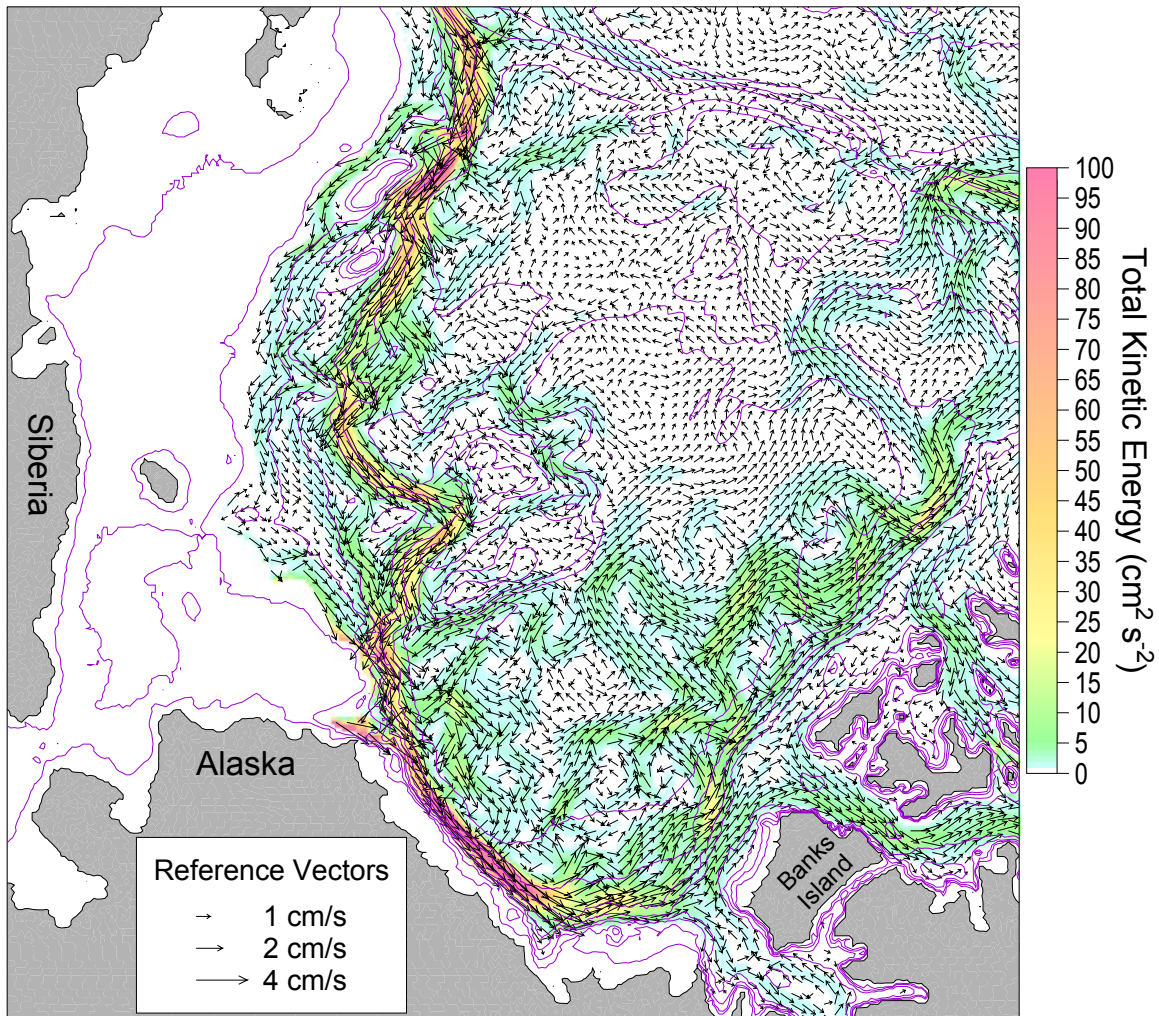 Siberia
Alaska
Banks
Island
Reference Vectors
1 cm/s
2 cm/s
4 cm/s
100
95
90
85
80
75
70
65
60
55
50
45
40
35
30
25
20
15
10
5
0
Total Kinetic Energy (cm² s⁻²)